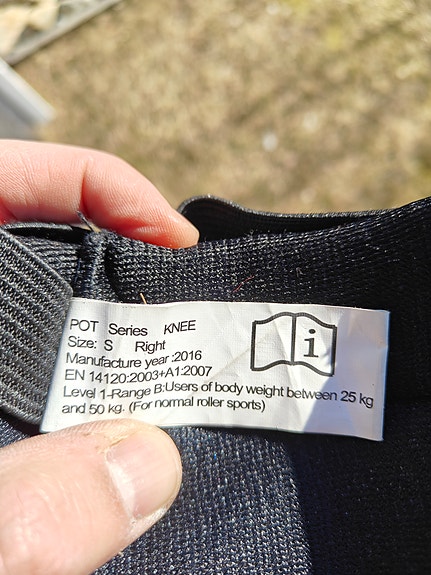 POT Series KNEE
Size: S Right
Manufacture year :2016
EN 14120:2003+A1:2007
Level 1-Range B:Users of body weight between 25 kg
and 50 kg. (For normal roller sports)
i